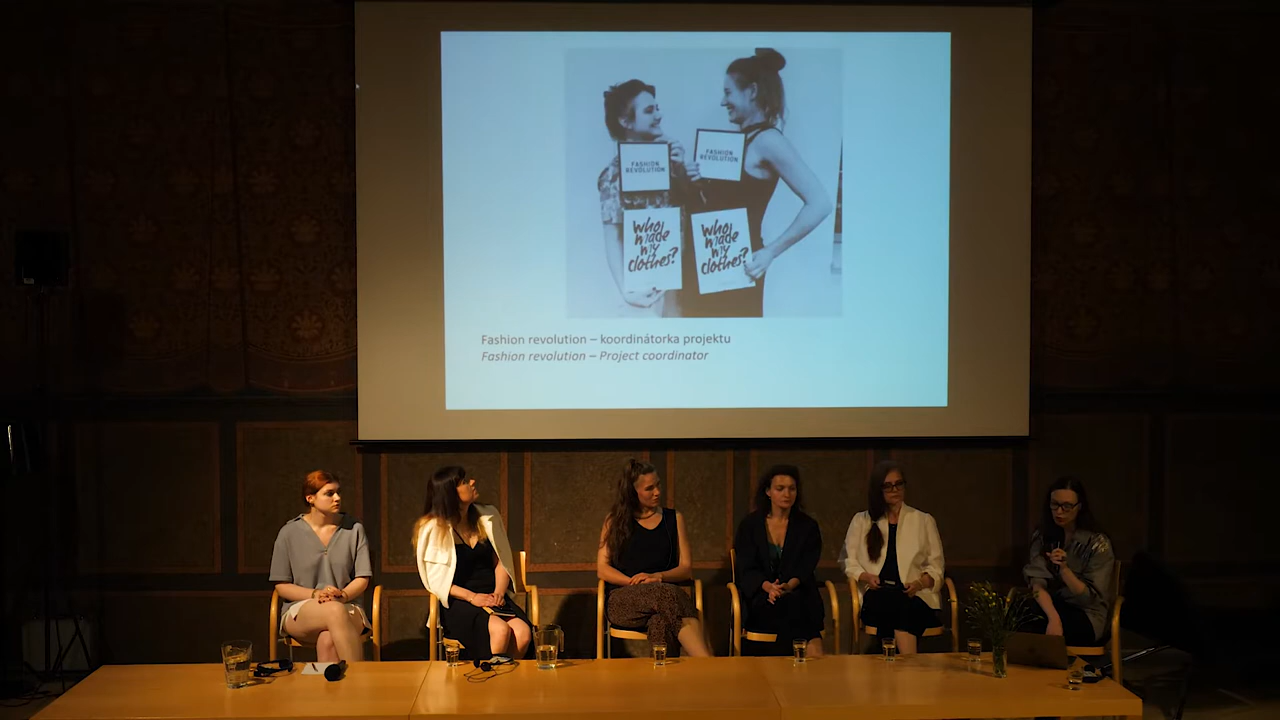 FASHION
REVOLUTION
FASHION
REVOLUTION
who
made
my
clothes?
who
made
my
clothes?
Fashion revolution – koordinátorka projektu
Fashion revolution – Project coordinator